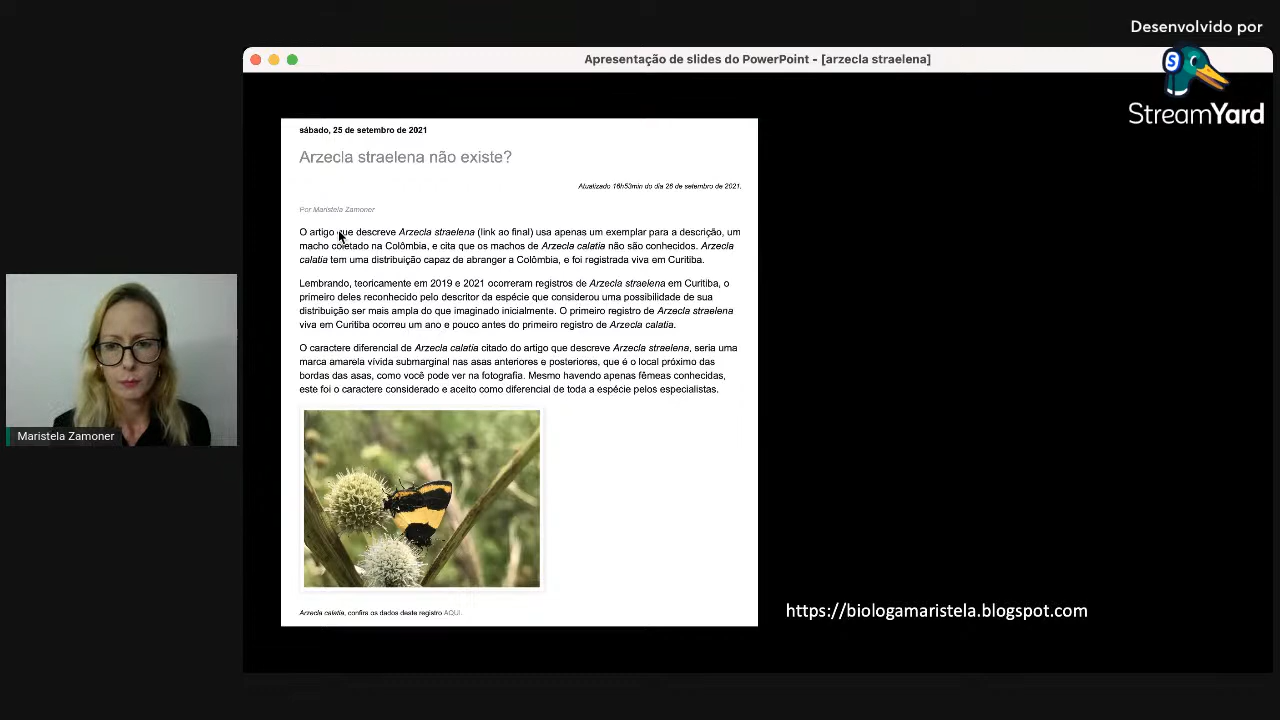 Desenvolvido por
Apresentação de slides do PowerPoint - [arzecla straelena]
S
StreamYard
sábado, 25 de setembro de 2021
Arzecla straelena não existe?
Atualizado 16h53min do dia 26 de setembro de 2021.
Por Maristela Zamoner
O artigo que descreve Arzecla straelena (link ao final) usa apenas um exemplar para a descrição, um
macho coletado na Colômbia, e cita que os machos de Arzecla calatia não são conhecidos. Arzecla
calatia tem uma distribuição capaz de abranger a Colômbia, e foi registrada viva em Curitiba.
Lembrando, teoricamente em 2019 e 2021 ocorreram registros de Arzecla straelena em Curitiba, o
primeiro deles reconhecido pelo descritor da espécie que considerou uma possibilidade de sua
distribuição ser mais ampla do que imaginado inicialmente. O primeiro registro de Arzecla straelena
viva em Curitiba ocorreu um ano e pouco antes do primeiro registro de Arzecla calatia.
O caractere diferencial de Arzecla calatia citado do artigo que descreve Arzecla straelena, seria uma
marca amarela vívida submarginal nas asas anteriores e posteriores, que é o local próximo das
bordas das asas, como você pode ver na fotografia. Mesmo havendo apenas fêmeas conhecidas,
este foi o caractere considerado e aceito como diferencial de toda a espécie pelos especialistas.
Arzecla calatia, confira os dados deste registro AQUI.
https://biologamaristela.blogspot.com
Maristela Zamoner